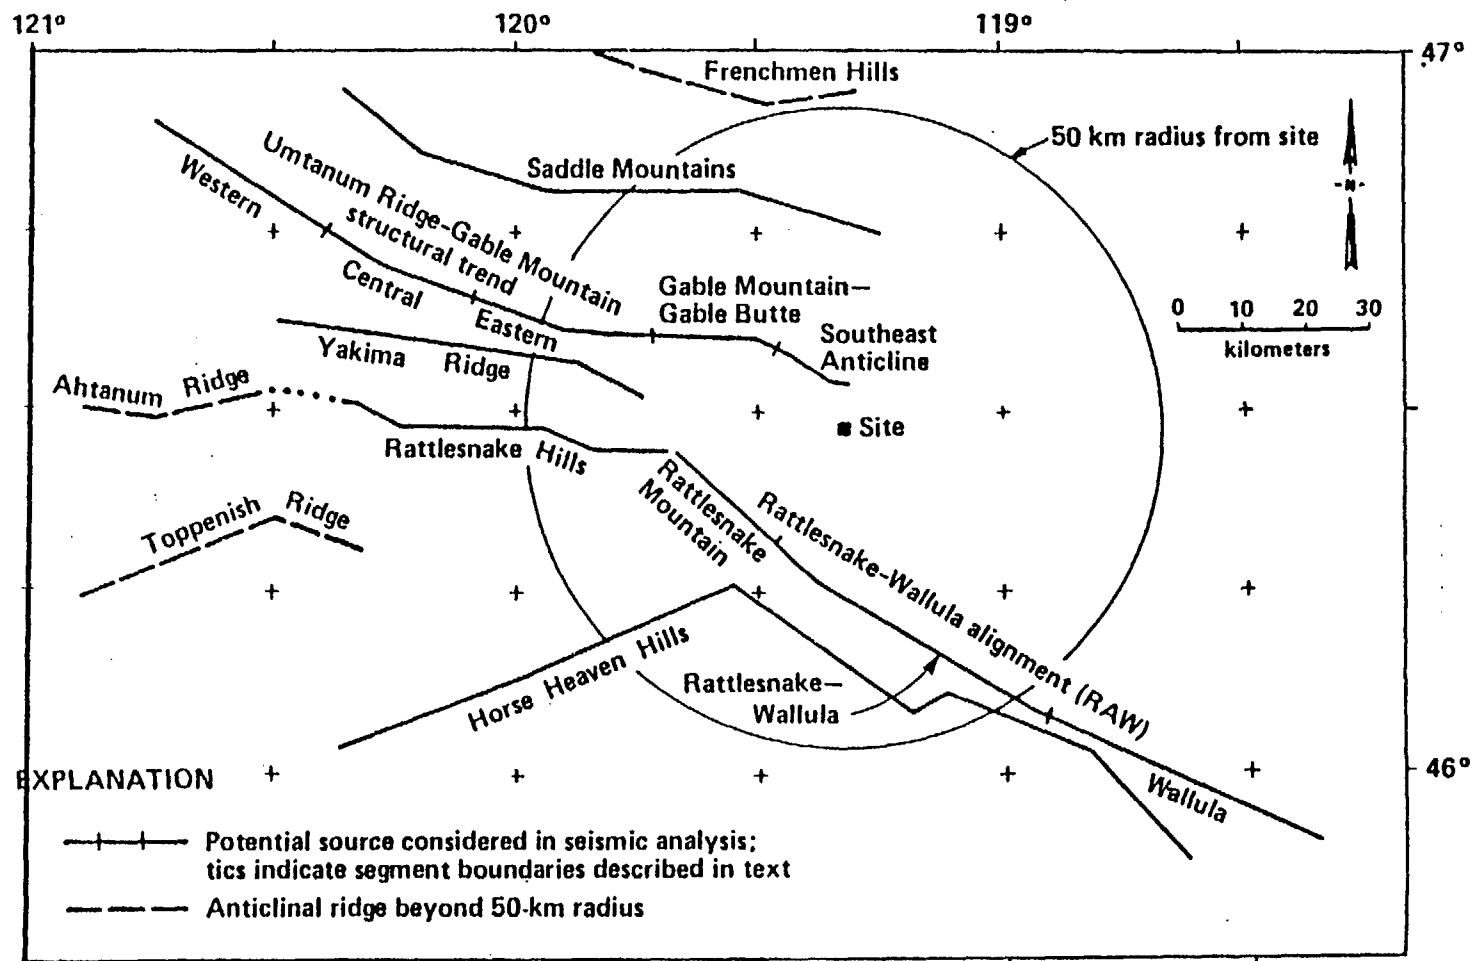 121° 120° 119°
47°
Frenchmen Hills
50 km radius from site
Saddle Mountains
N
Western
Umtanum Ridge-Gable Mountain
structural trend
Central
Eastern
Gable Mountain—
Gable Butte
Southeast
Anticline
0 10 20 30
kilometers
Yakima Ridge
Ahtanum Ridge
Site
Rattlesnake Hills
Rattlesnake
Mountain
Rattlesnake-Wallula alignment (RAW)
Toppenish Ridge
Horse Heaven Hills
Rattlesnake—
Wallula
Wallula
46°
EXPLANATION
Potential source considered in seismic analysis;
tics indicate segment boundaries described in text
Anticlinal ridge beyond 50-km radius